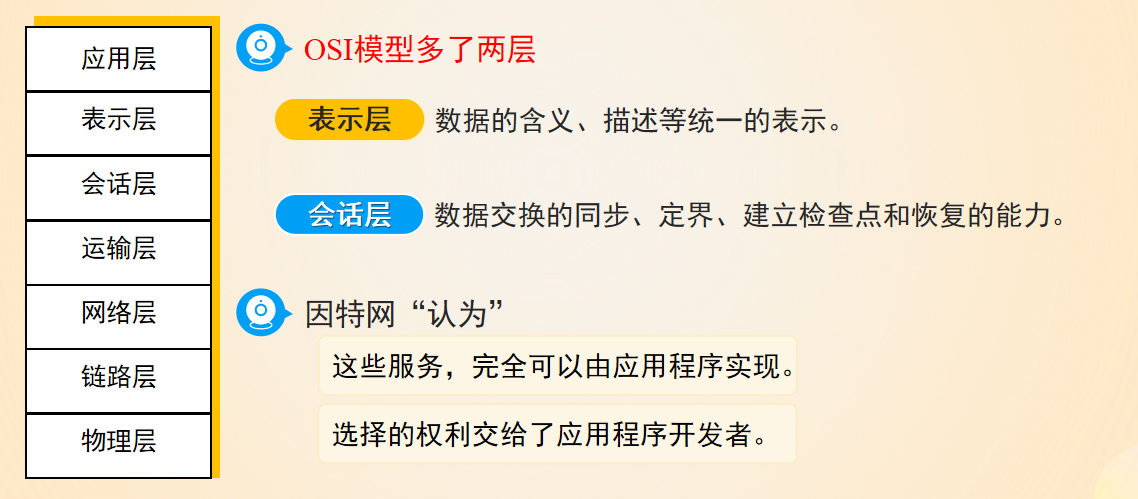 应用层
表示层
会话层
运输层
网络层
链路层
物理层
OSI模型多了两层
表示层 数据的含义、描述等统一的表示。
会话层 数据交换的同步、定界、建立检查点和恢复的能力。
因特网“认为”
这些服务，完全可以由应用程序实现。
选择的权利交给了应用程序开发者。